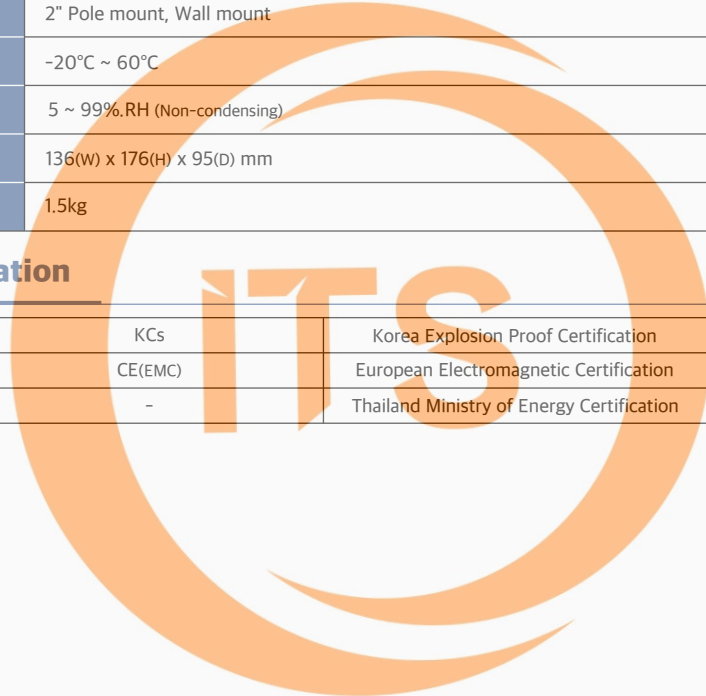 2" Pole mount, Wall mount
-20°C ~ 60°C
5 ~ 99%.RH (Non-condensing)
136(W) x 176(H) x 95(D) mm
1.5kg
ation
KCs Korea Explosion Proof Certification
CE(EMC) European Electromagnetic Certification
- Thailand Ministry of Energy Certification
ITS